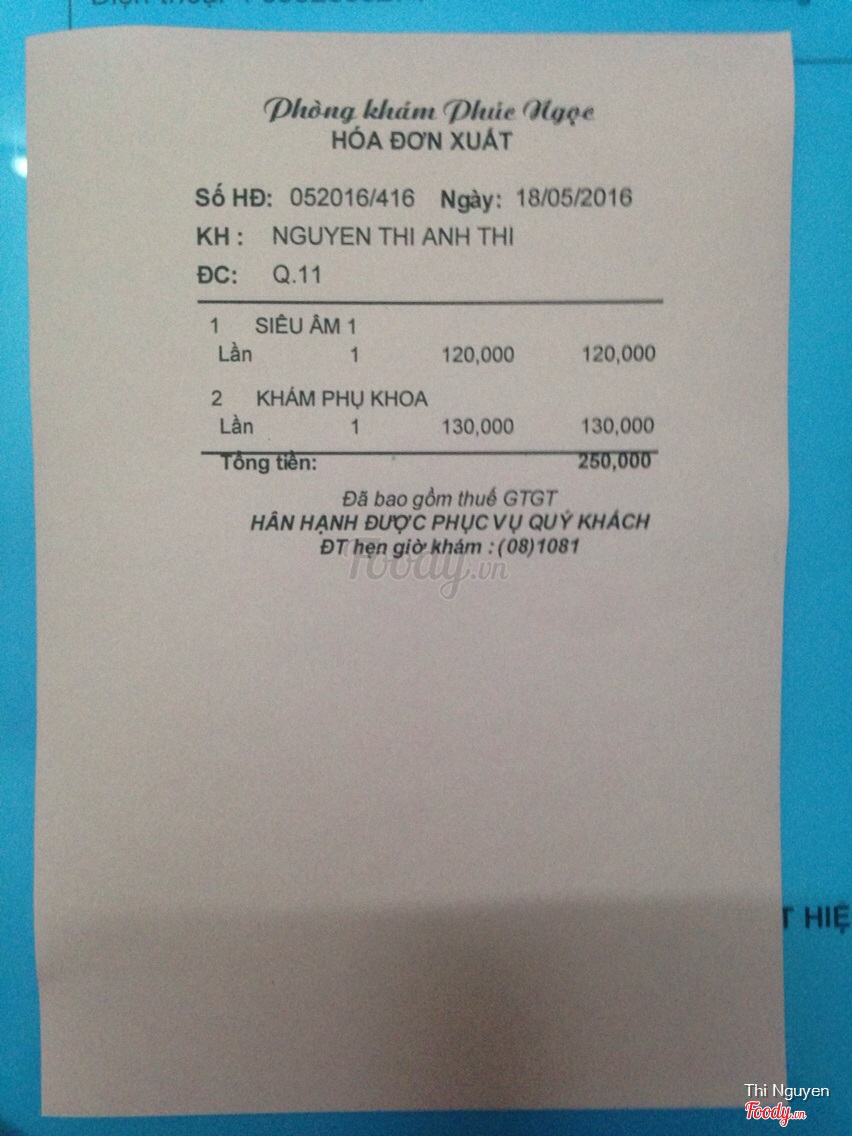 Phòng khám Phúc Ngọc
HÓA ĐƠN XUẤT
Số HĐ: 052016/416 Ngày: 18/05/2016
KH : NGUYEN THI ANH THI
ĐC: Q.11
1 SIÊU ÂM 1
Lần 1 120,000 120,000
2 KHÁM PHỤ KHOA
Lần 1 130,000 130,000
Tổng tiền: 250,000
Đã bao gồm thuế GTGT
HÂN HẠNH ĐƯỢC PHỤC VỤ QUÝ KHÁCH
ĐT hẹn giờ khám : (08)1081
Foody.vn
T HIỆ
Thi Nguyen
Foody.vn